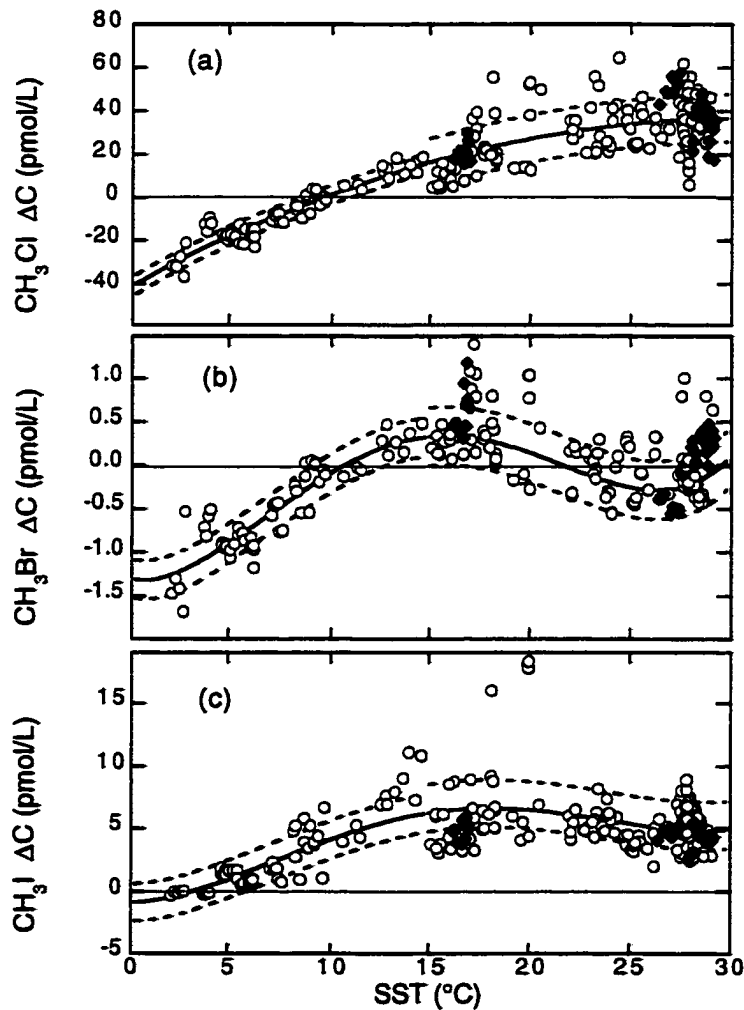 80
60
40
20
0
-20
-40
CH3Cl ΔC (pmol/L)
(a)
1.0
0.5
0.0
-0.5
-1.0
-1.5
CH3Br ΔC (pmol/L)
(b)
15
10
5
0
-5
CH3I ΔC (pmol/L)
(c)
0 5 10 15 20 25 30
SST (°C)